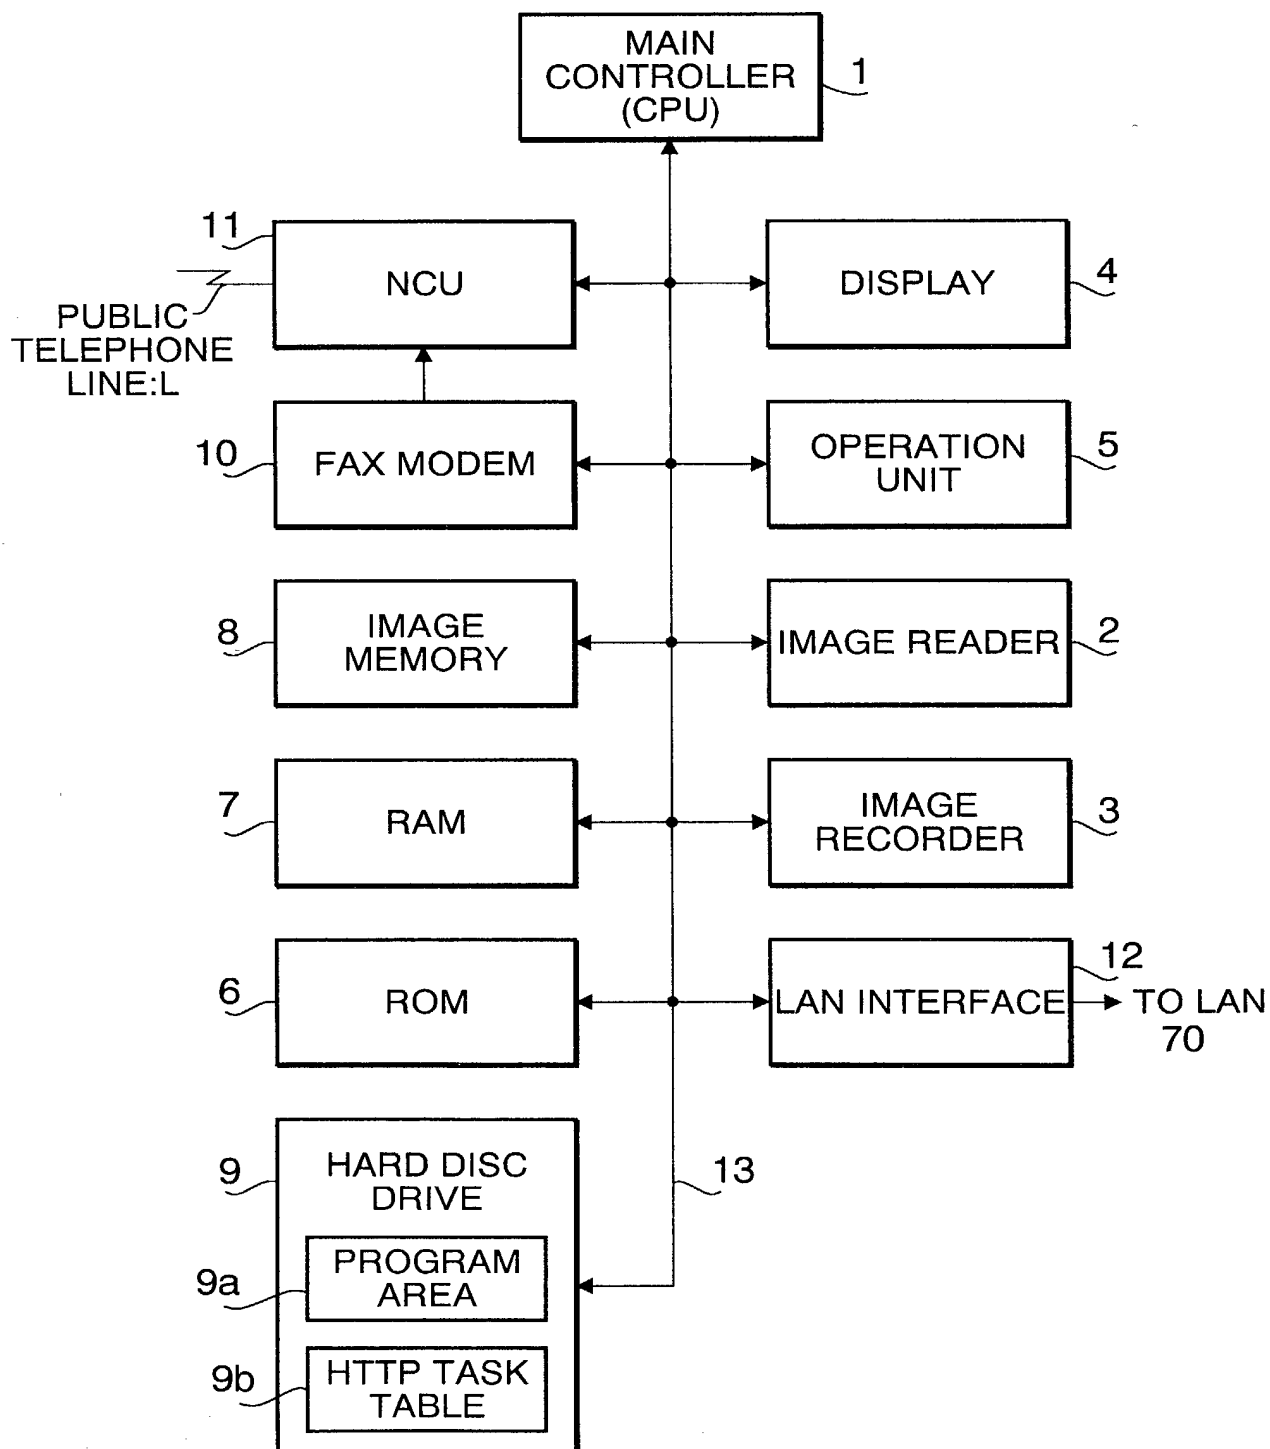 MAIN
CONTROLLER
(CPU)
1
11
NCU
DISPLAY
4
PUBLIC
TELEPHONE
LINE:L
10
FAX MODEM
OPERATION
UNIT
5
8
IMAGE
MEMORY
IMAGE READER
2
7
RAM
IMAGE
RECORDER
3
6
ROM
LAN INTERFACE
12
TO LAN
70
9
HARD DISC
DRIVE
13
9a
PROGRAM
AREA
9b
HTTP TASK
TABLE